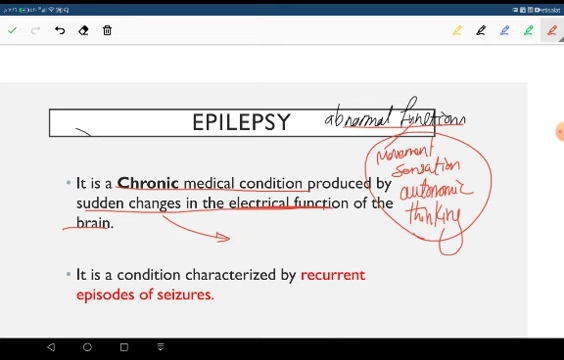 EPILEPSY
abnormal functions
movement
sensation
autonomic
thinking
• It is a Chronic medical condition produced by
sudden changes in the electrical function of the
brain.
• It is a condition characterized by recurrent
episodes of seizures.